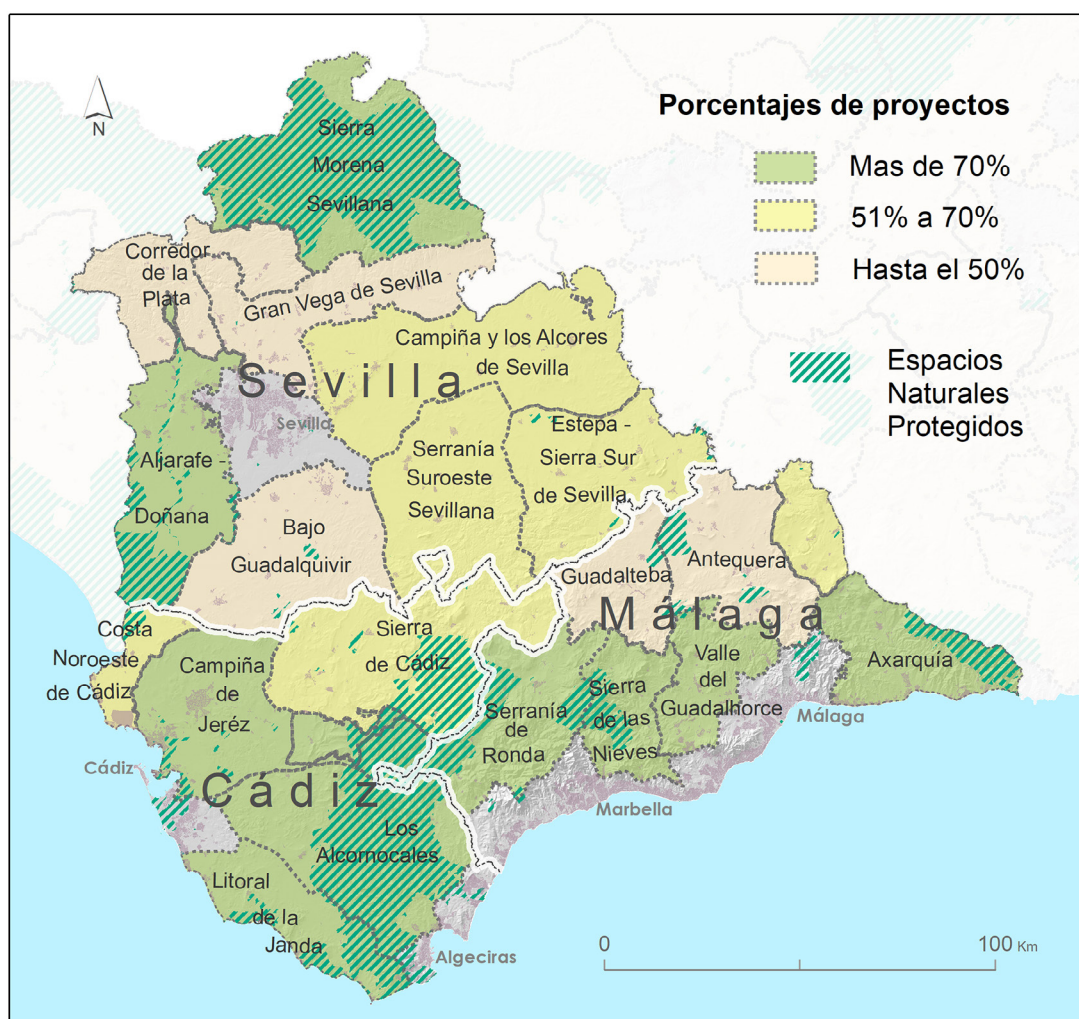 N
Porcentajes de proyectos
Mas de 70%
51% a 70%
Hasta el 50%
Espacios
Naturales
Protegidos
Sierra
Morena
Sevillana
Corredor
de la
Plata
Gran Vega de Sevilla
Campiña y los Alcores
de Sevilla
Sevilla
Sevilla
Estepa -
Sierra Sur
de Sevilla
Serranía
Suroeste
Sevillana
Aljarafe -
Doñana
Bajo
Guadalquivir
Guadalteba
Antequera
Málaga
Costa
Noroeste
de Cádiz
Sierra
de Cádiz
Campiña
de
Jeréz
Valle
del
Guadalhorce
Axarquía
Serranía
de
Ronda
Sierra
de las
Nieves
Málaga
Marbella
Cádiz
Cádiz
Los
Alcornocales
Litoral
de la
Janda
Algeciras
0
100 Km